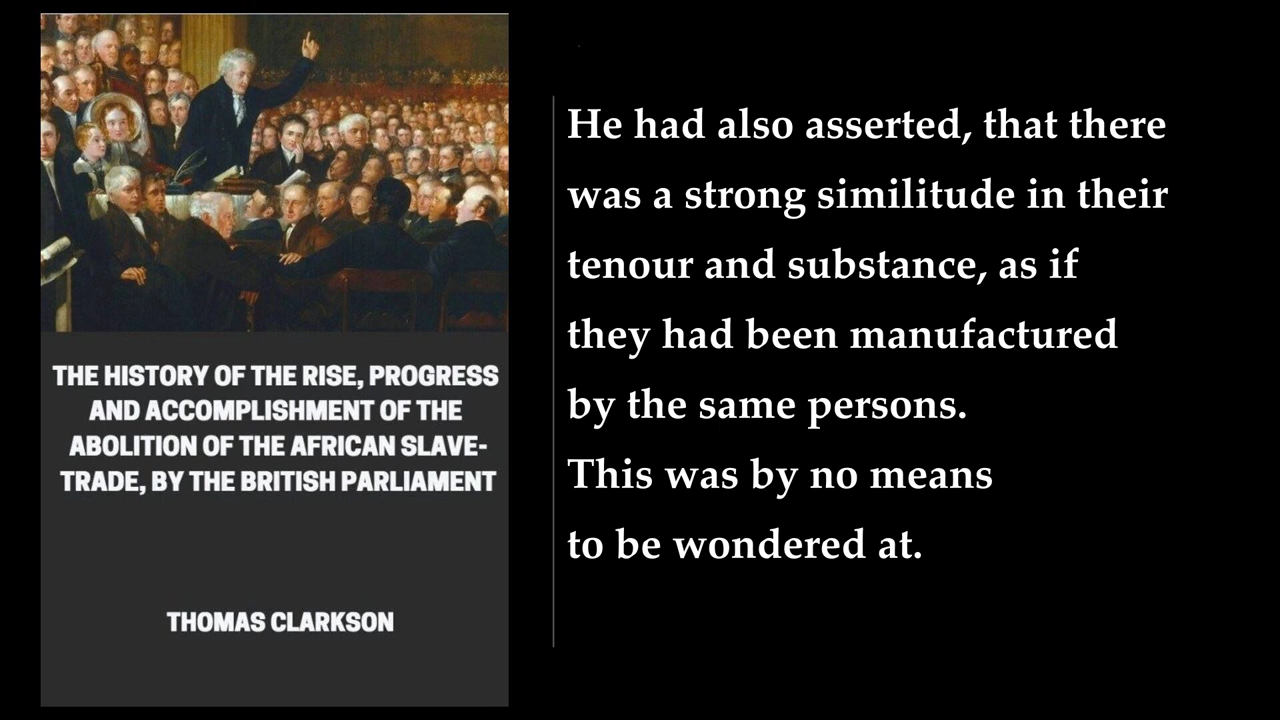 THE HISTORY OF THE RISE, PROGRESS
AND ACCOMPLISHMENT OF THE
ABOLITION OF THE AFRICAN SLAVE-
TRADE, BY THE BRITISH PARLIAMENT
THOMAS CLARKSON
He had also asserted, that there
was a strong similitude in their
tenour and substance, as if
they had been manufactured
by the same persons.
This was by no means
to be wondered at.